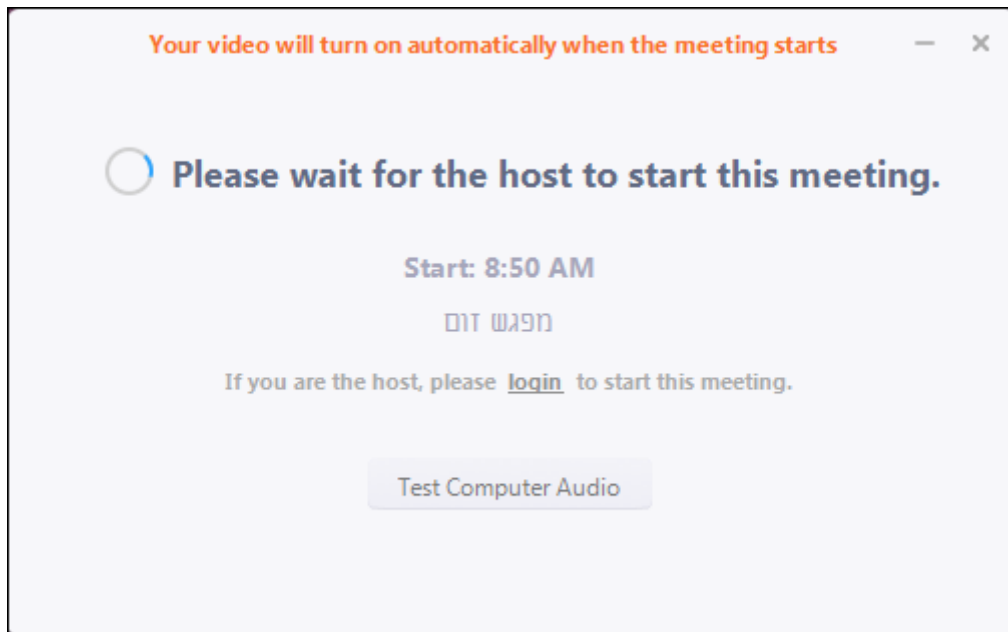 Your video will turn on automatically when the meeting starts
Please wait for the host to start this meeting.
Start: 8:50 AM
מפגש זום
If you are the host, please login to start this meeting.
Test Computer Audio